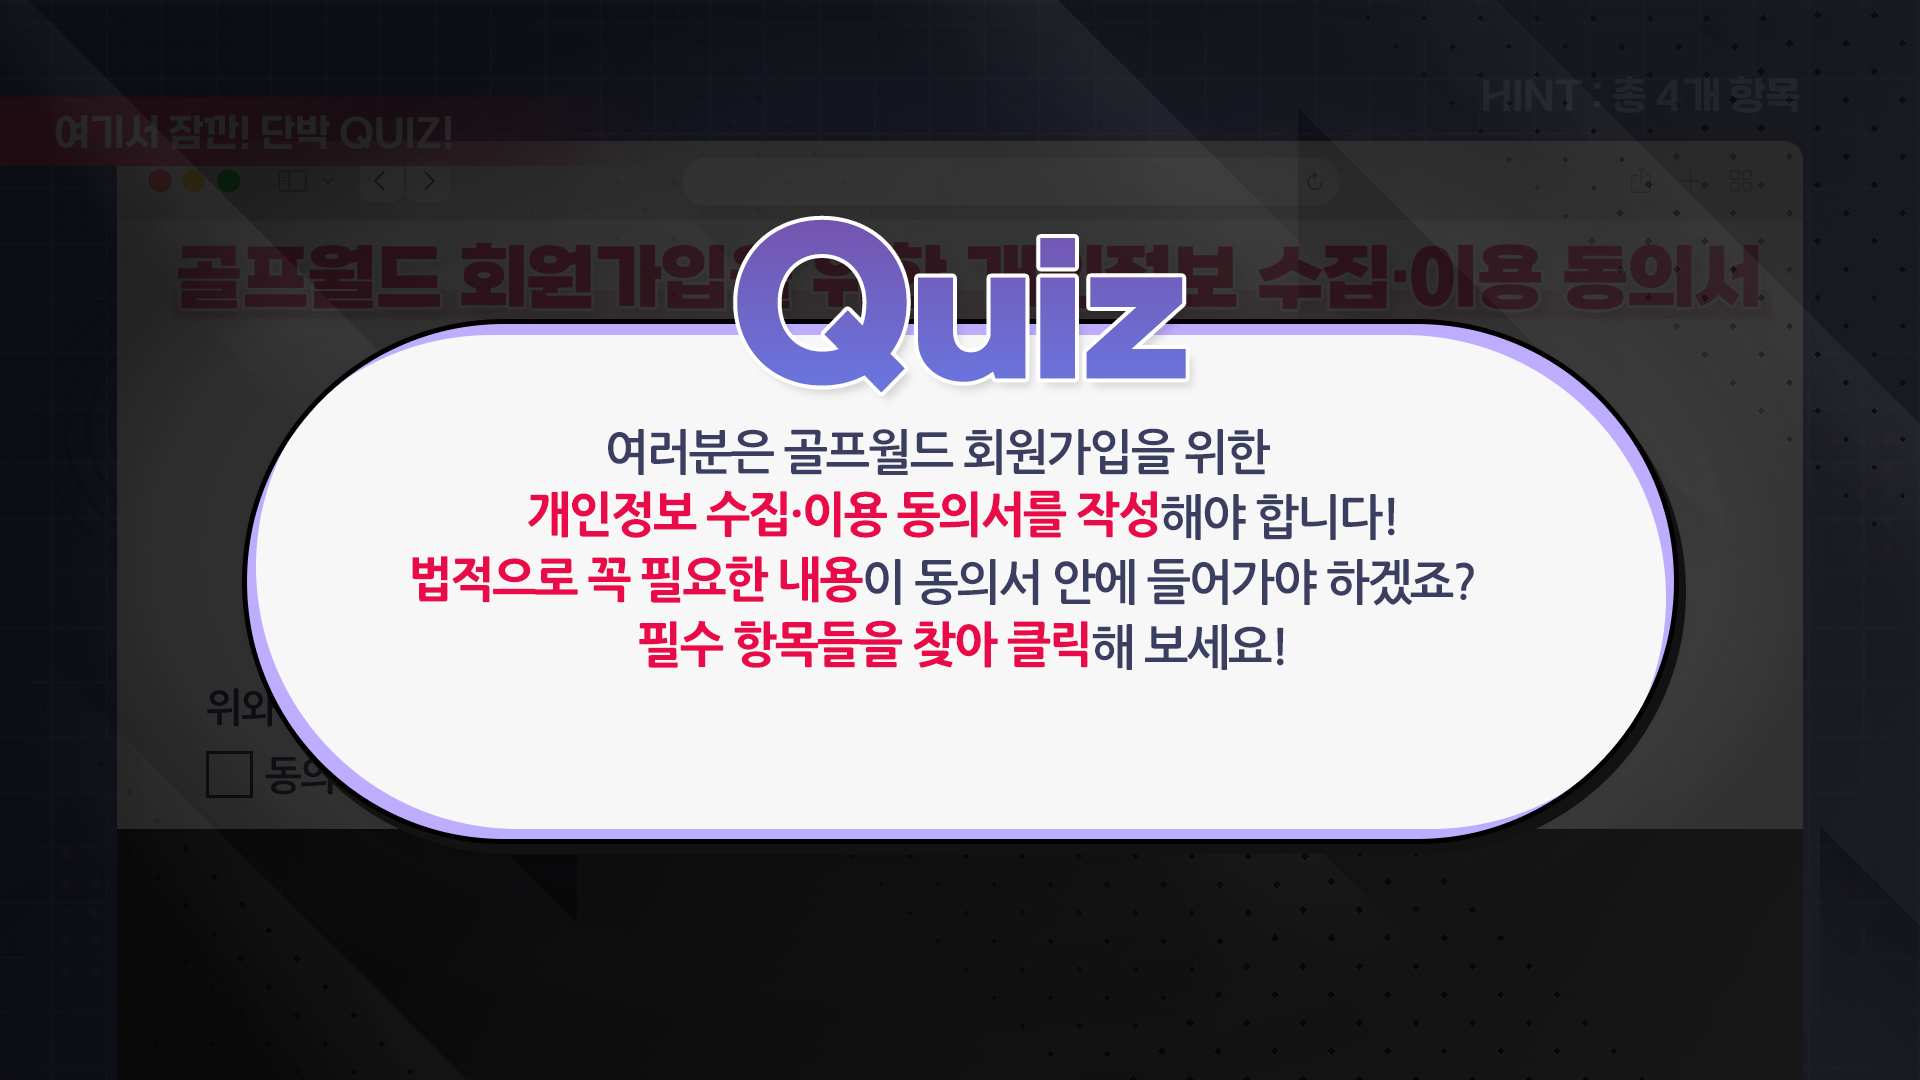 HINT : 총 4개 항목
여기서 잠깐! 단박 QUIZ!
골프월드 회원가입을 위한 개인정보 수집·이용 동의서
Quiz
여러분은 골프월드 회원가입을 위한
개인정보 수집·이용 동의서를 작성해야 합니다!
법적으로 꼭 필요한 내용이 동의서 안에 들어가야 하겠죠?
필수 항목들을 찾아 클릭해 보세요!
위와
동의